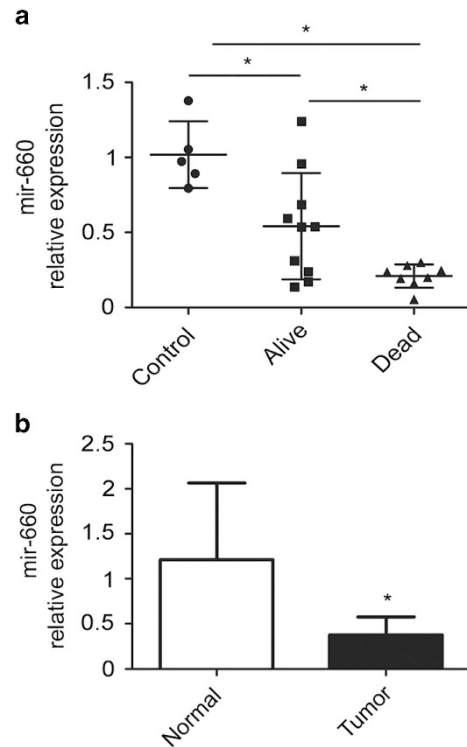 a
*
*
*
mir-660
relative expression
1.5
1
0.5
0
Control
Alive
Dead
b
mir-660
relative expression
2.5
2
1.5
1
0.5
0
*
Normal
Tumor